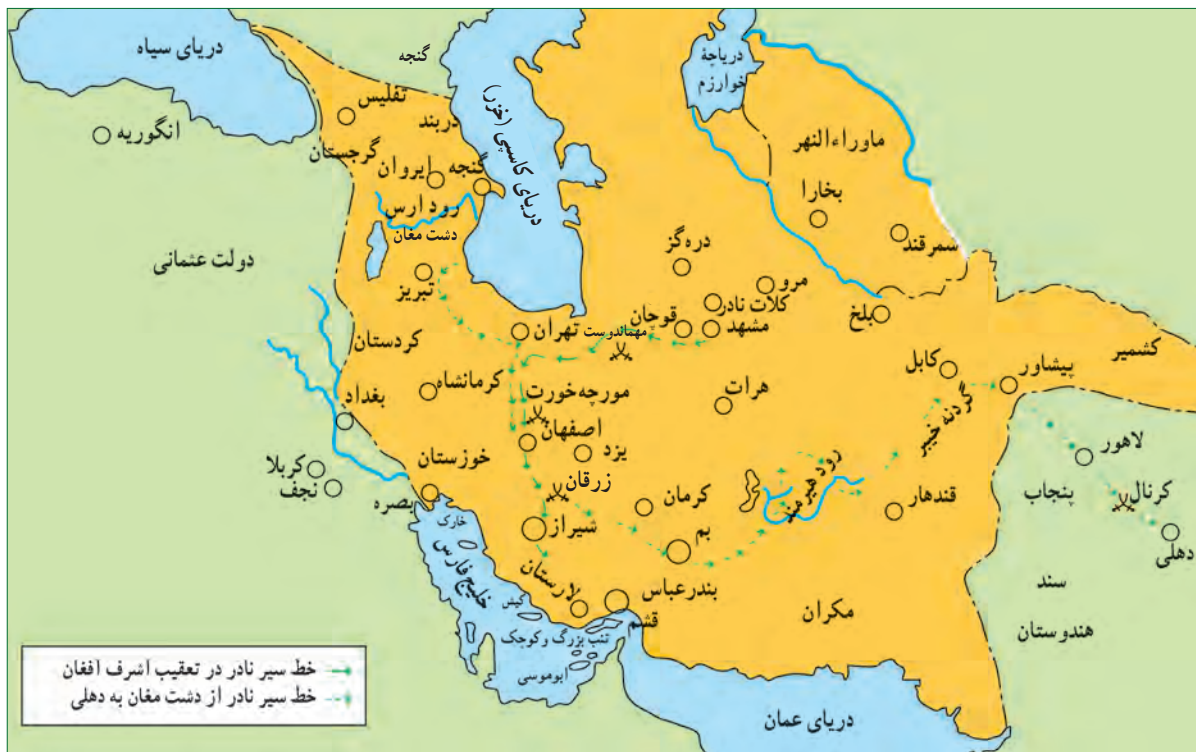 دریای سیاه
گنجه
دریاچهٔ
خوارزم
تفلیس
انگوریه
دربند
ماوراءالنهر
گرجستان
گنجه
ایروان
دریای کاسپی (خزر)
رود ارس
بخارا
دشت مغان
سمرقند
دره‌گز
دولت عثمانی
تبریز
مرو
کلات نادر
قوچان
مشهد
بلخ
تهران
مهماندوست
کردستان
کشمیر
کابل
پیشاور
کرمانشاه
مورچه‌خورت
هرات
گردنه خیبر
بغداد
اصفهان
یزد
لاهور
خوزستان
کربلا
نجف
زرقان
رود هیرمند
کرنال
پنجاب
کرمان
قندهار
بصره
خارک
شیراز
بم
دهلی
خلیج فارس
لارستان
بندرعباس
سند
کیش
قشم
مکران
هندوستان
تنب بزرگ و کوچک
ابوموسی
دریای عمان
خط سیر نادر در تعقیب اشرف افغان
خط سیر نادر از دشت مغان به دهلی